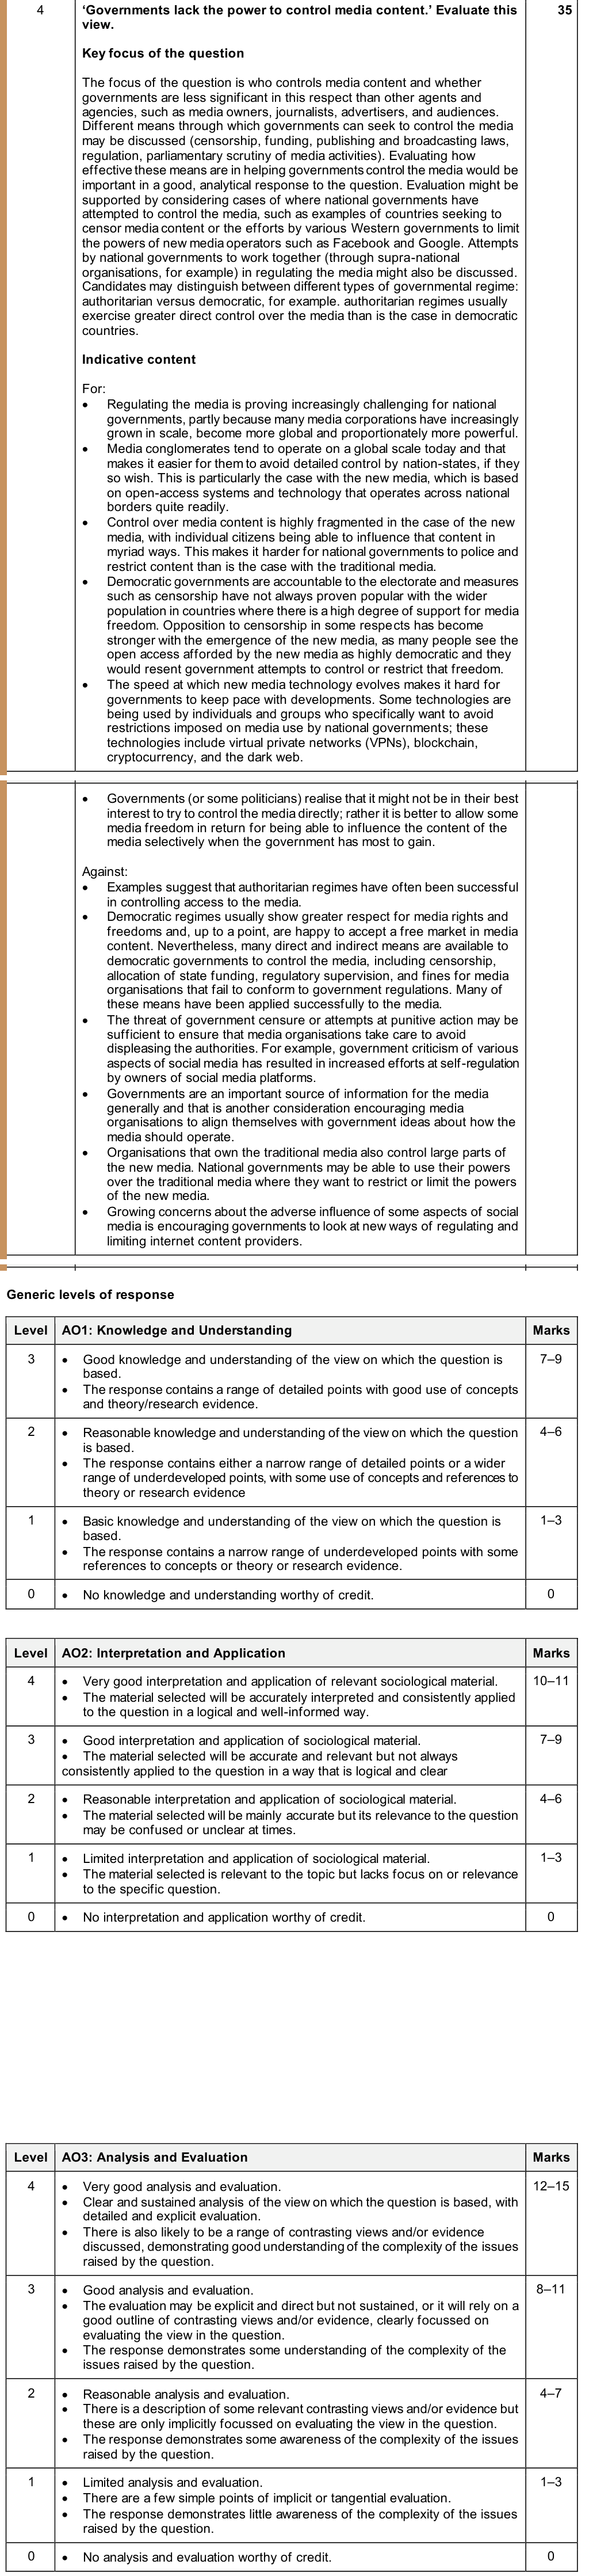 4
‘Governments lack the power to control media content.’ Evaluate this
view.
35
Key focus of the question
The focus of the question is who controls media content and whether
governments are less significant in this respect than other agents and
agencies, such as media owners, journalists, advertisers, and audiences.
Different means through which governments can seek to control the media
may be discussed (censorship, funding, publishing and broadcasting laws,
regulation, parliamentary scrutiny of media activities). Evaluating how
effective these means are in helping governments control the media would be
important in a good, analytical response to the question. Evaluation might be
supported by considering cases of where national governments have
attempted to control the media, such as examples of countries seeking to
censor media content or the efforts by various Western governments to limit
the powers of new media operators such as Facebook and Google. Attempts
by national governments to work together (through supra-national
organisations, for example) in regulating the media might also be discussed.
Candidates may distinguish between different types of governmental regime:
authoritarian versus democratic, for example. authoritarian regimes usually
exercise greater direct control over the media than is the case in democratic
countries.
Indicative content
For:
• Regulating the media is proving increasingly challenging for national
governments, partly because many media corporations have increasingly
grown in scale, become more global and proportionately more powerful.
• Media conglomerates tend to operate on a global scale today and that
makes it easier for them to avoid detailed control by nation-states, if they
so wish. This is particularly the case with the new media, which is based
on open-access systems and technology that operates across national
borders quite readily.
• Control over media content is highly fragmented in the case of the new
media, with individual citizens being able to influence that content in
myriad ways. This makes it harder for national governments to police and
restrict content than is the case with the traditional media.
• Democratic governments are accountable to the electorate and measures
such as censorship have not always proven popular with the wider
population in countries where there is a high degree of support for media
freedom. Opposition to censorship in some respects has become
stronger with the emergence of the new media, as many people see the
open access afforded by the new media as highly democratic and they
would resent government attempts to control or restrict that freedom.
• The speed at which new media technology evolves makes it hard for
governments to keep pace with developments. Some technologies are
being used by individuals and groups who specifically want to avoid
restrictions imposed on media use by national governments; these
technologies include virtual private networks (VPNs), blockchain,
cryptocurrency, and the dark web.
• Governments (or some politicians) realise that it might not be in their best
interest to try to control the media directly; rather it is better to allow some
media freedom in return for being able to influence the content of the
media selectively when the government has most to gain.
Against:
• Examples suggest that authoritarian regimes have often been successful
in controlling access to the media.
• Democratic regimes usually show greater respect for media rights and
freedoms and, up to a point, are happy to accept a free market in media
content. Nevertheless, many direct and indirect means are available to
democratic governments to control the media, including censorship,
allocation of state funding, regulatory supervision, and fines for media
organisations that fail to conform to government regulations. Many of
these means have been applied successfully to the media.
• The threat of government censure or attempts at punitive action may be
sufficient to ensure that media organisations take care to avoid
displeasing the authorities. For example, government criticism of various
aspects of social media has resulted in increased efforts at self-regulation
by owners of social media platforms.
• Governments are an important source of information for the media
generally and that is another consideration encouraging media
organisations to align themselves with government ideas about how the
media should operate.
• Organisations that own the traditional media also control large parts of
the new media. National governments may be able to use their powers
over the traditional media where they want to restrict or limit the powers
of the new media.
• Growing concerns about the adverse influence of some aspects of social
media is encouraging governments to look at new ways of regulating and
limiting internet content providers.
Generic levels of response
Level AO1: Knowledge and Understanding Marks
3 • Good knowledge and understanding of the view on which the question is 7–9
based.
• The response contains a range of detailed points with good use of concepts
and theory/research evidence.
2 • Reasonable knowledge and understanding of the view on which the question 4–6
is based.
• The response contains either a narrow range of detailed points or a wider
range of underdeveloped points, with some use of concepts and references to
theory or research evidence
1 • Basic knowledge and understanding of the view on which the question is 1–3
based.
• The response contains a narrow range of underdeveloped points with some
references to concepts or theory or research evidence.
0 • No knowledge and understanding worthy of credit. 0
Level AO2: Interpretation and Application Marks
4 • Very good interpretation and application of relevant sociological material. 10–11
• The material selected will be accurately interpreted and consistently applied
to the question in a logical and well-informed way.
3 • Good interpretation and application of sociological material. 7–9
• The material selected will be accurate and relevant but not always
consistently applied to the question in a way that is logical and clear
2 • Reasonable interpretation and application of sociological material. 4–6
• The material selected will be mainly accurate but its relevance to the question
may be confused or unclear at times.
1 • Limited interpretation and application of sociological material. 1–3
• The material selected is relevant to the topic but lacks focus on or relevance
to the specific question.
0 • No interpretation and application worthy of credit. 0
Level AO3: Analysis and Evaluation Marks
4 • Very good analysis and evaluation. 12–15
• Clear and sustained analysis of the view on which the question is based, with
detailed and explicit evaluation.
• There is also likely to be a range of contrasting views and/or evidence
discussed, demonstrating good understanding of the complexity of the issues
raised by the question.
3 • Good analysis and evaluation. 8–11
• The evaluation may be explicit and direct but not sustained, or it will rely on a
good outline of contrasting views and/or evidence, clearly focussed on
evaluating the view in the question.
• The response demonstrates some understanding of the complexity of the
issues raised by the question.
2 • Reasonable analysis and evaluation. 4–7
• There is a description of some relevant contrasting views and/or evidence but
these are only implicitly focussed on evaluating the view in the question.
• The response demonstrates some awareness of the complexity of the issues
raised by the question.
1 • Limited analysis and evaluation. 1–3
• There are a few simple points of implicit or tangential evaluation.
• The response demonstrates little awareness of the complexity of the issues
raised by the question.
0 • No analysis and evaluation worthy of credit. 0